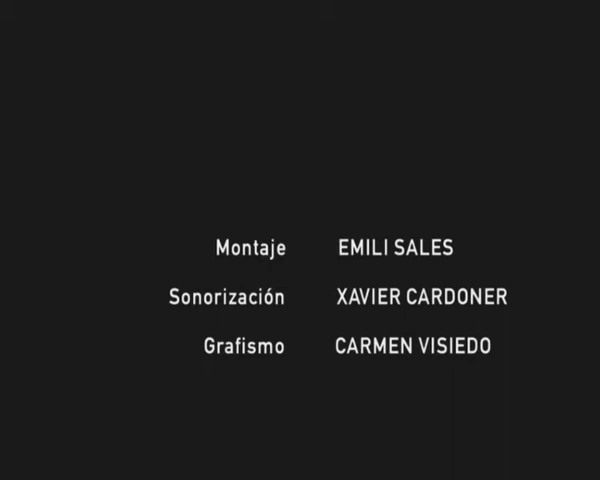 Montaje EMILI SALES
Sonorización XAVIER CARDONER
Grafismo CARMEN VISIEDO